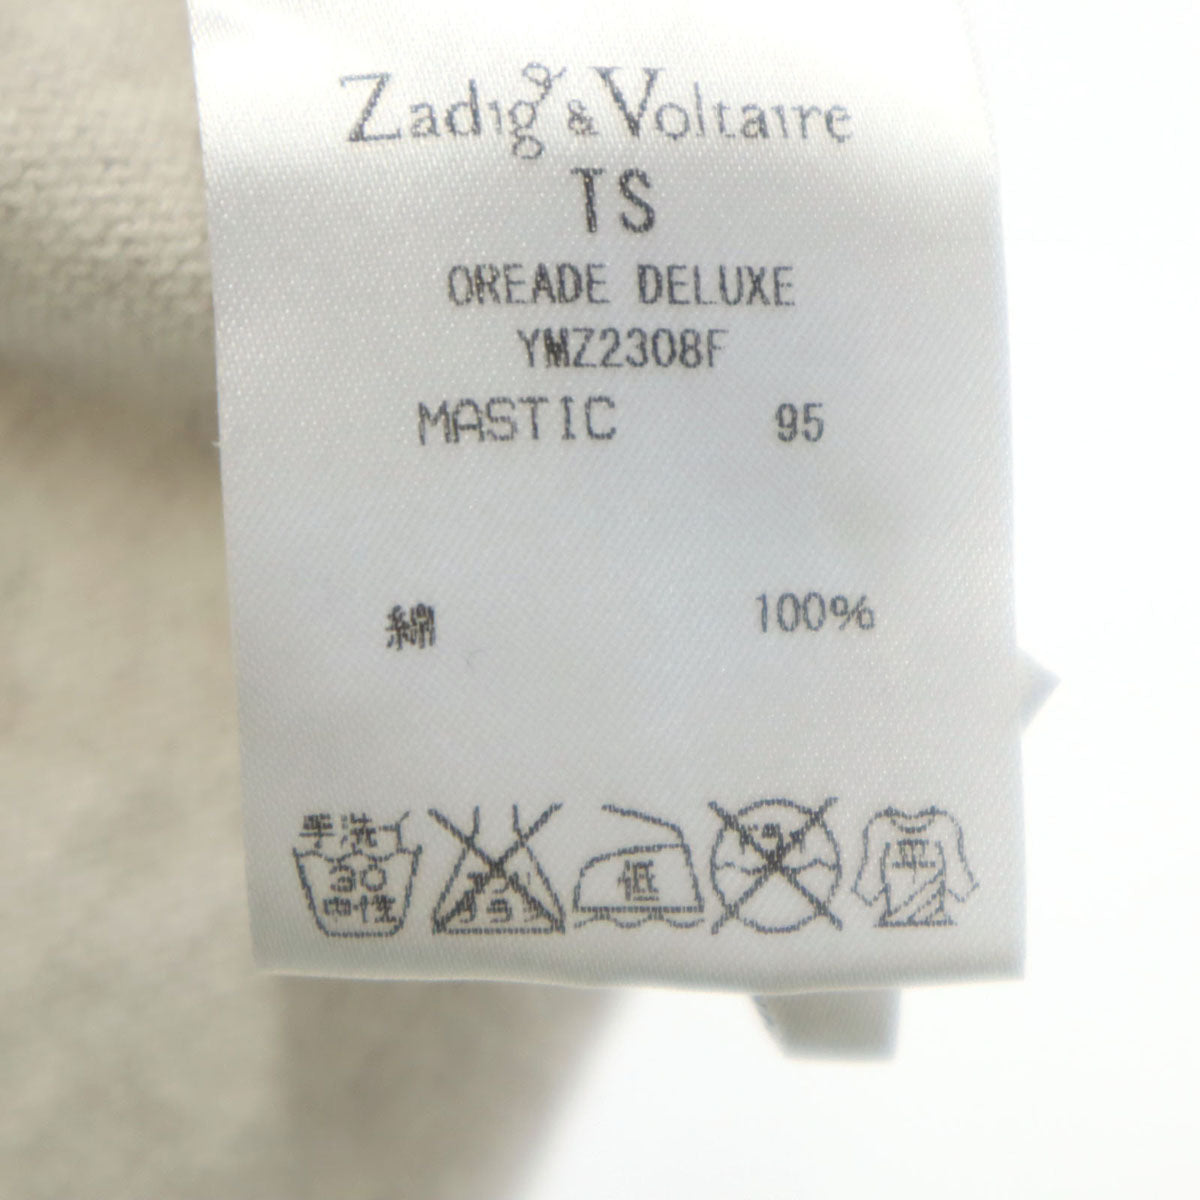 Zadig & Voltaire
TS
OREADE DELUXE
YMZ2308F
MASTIC 95
綿 100%
手洗イ
30
中性
低
平